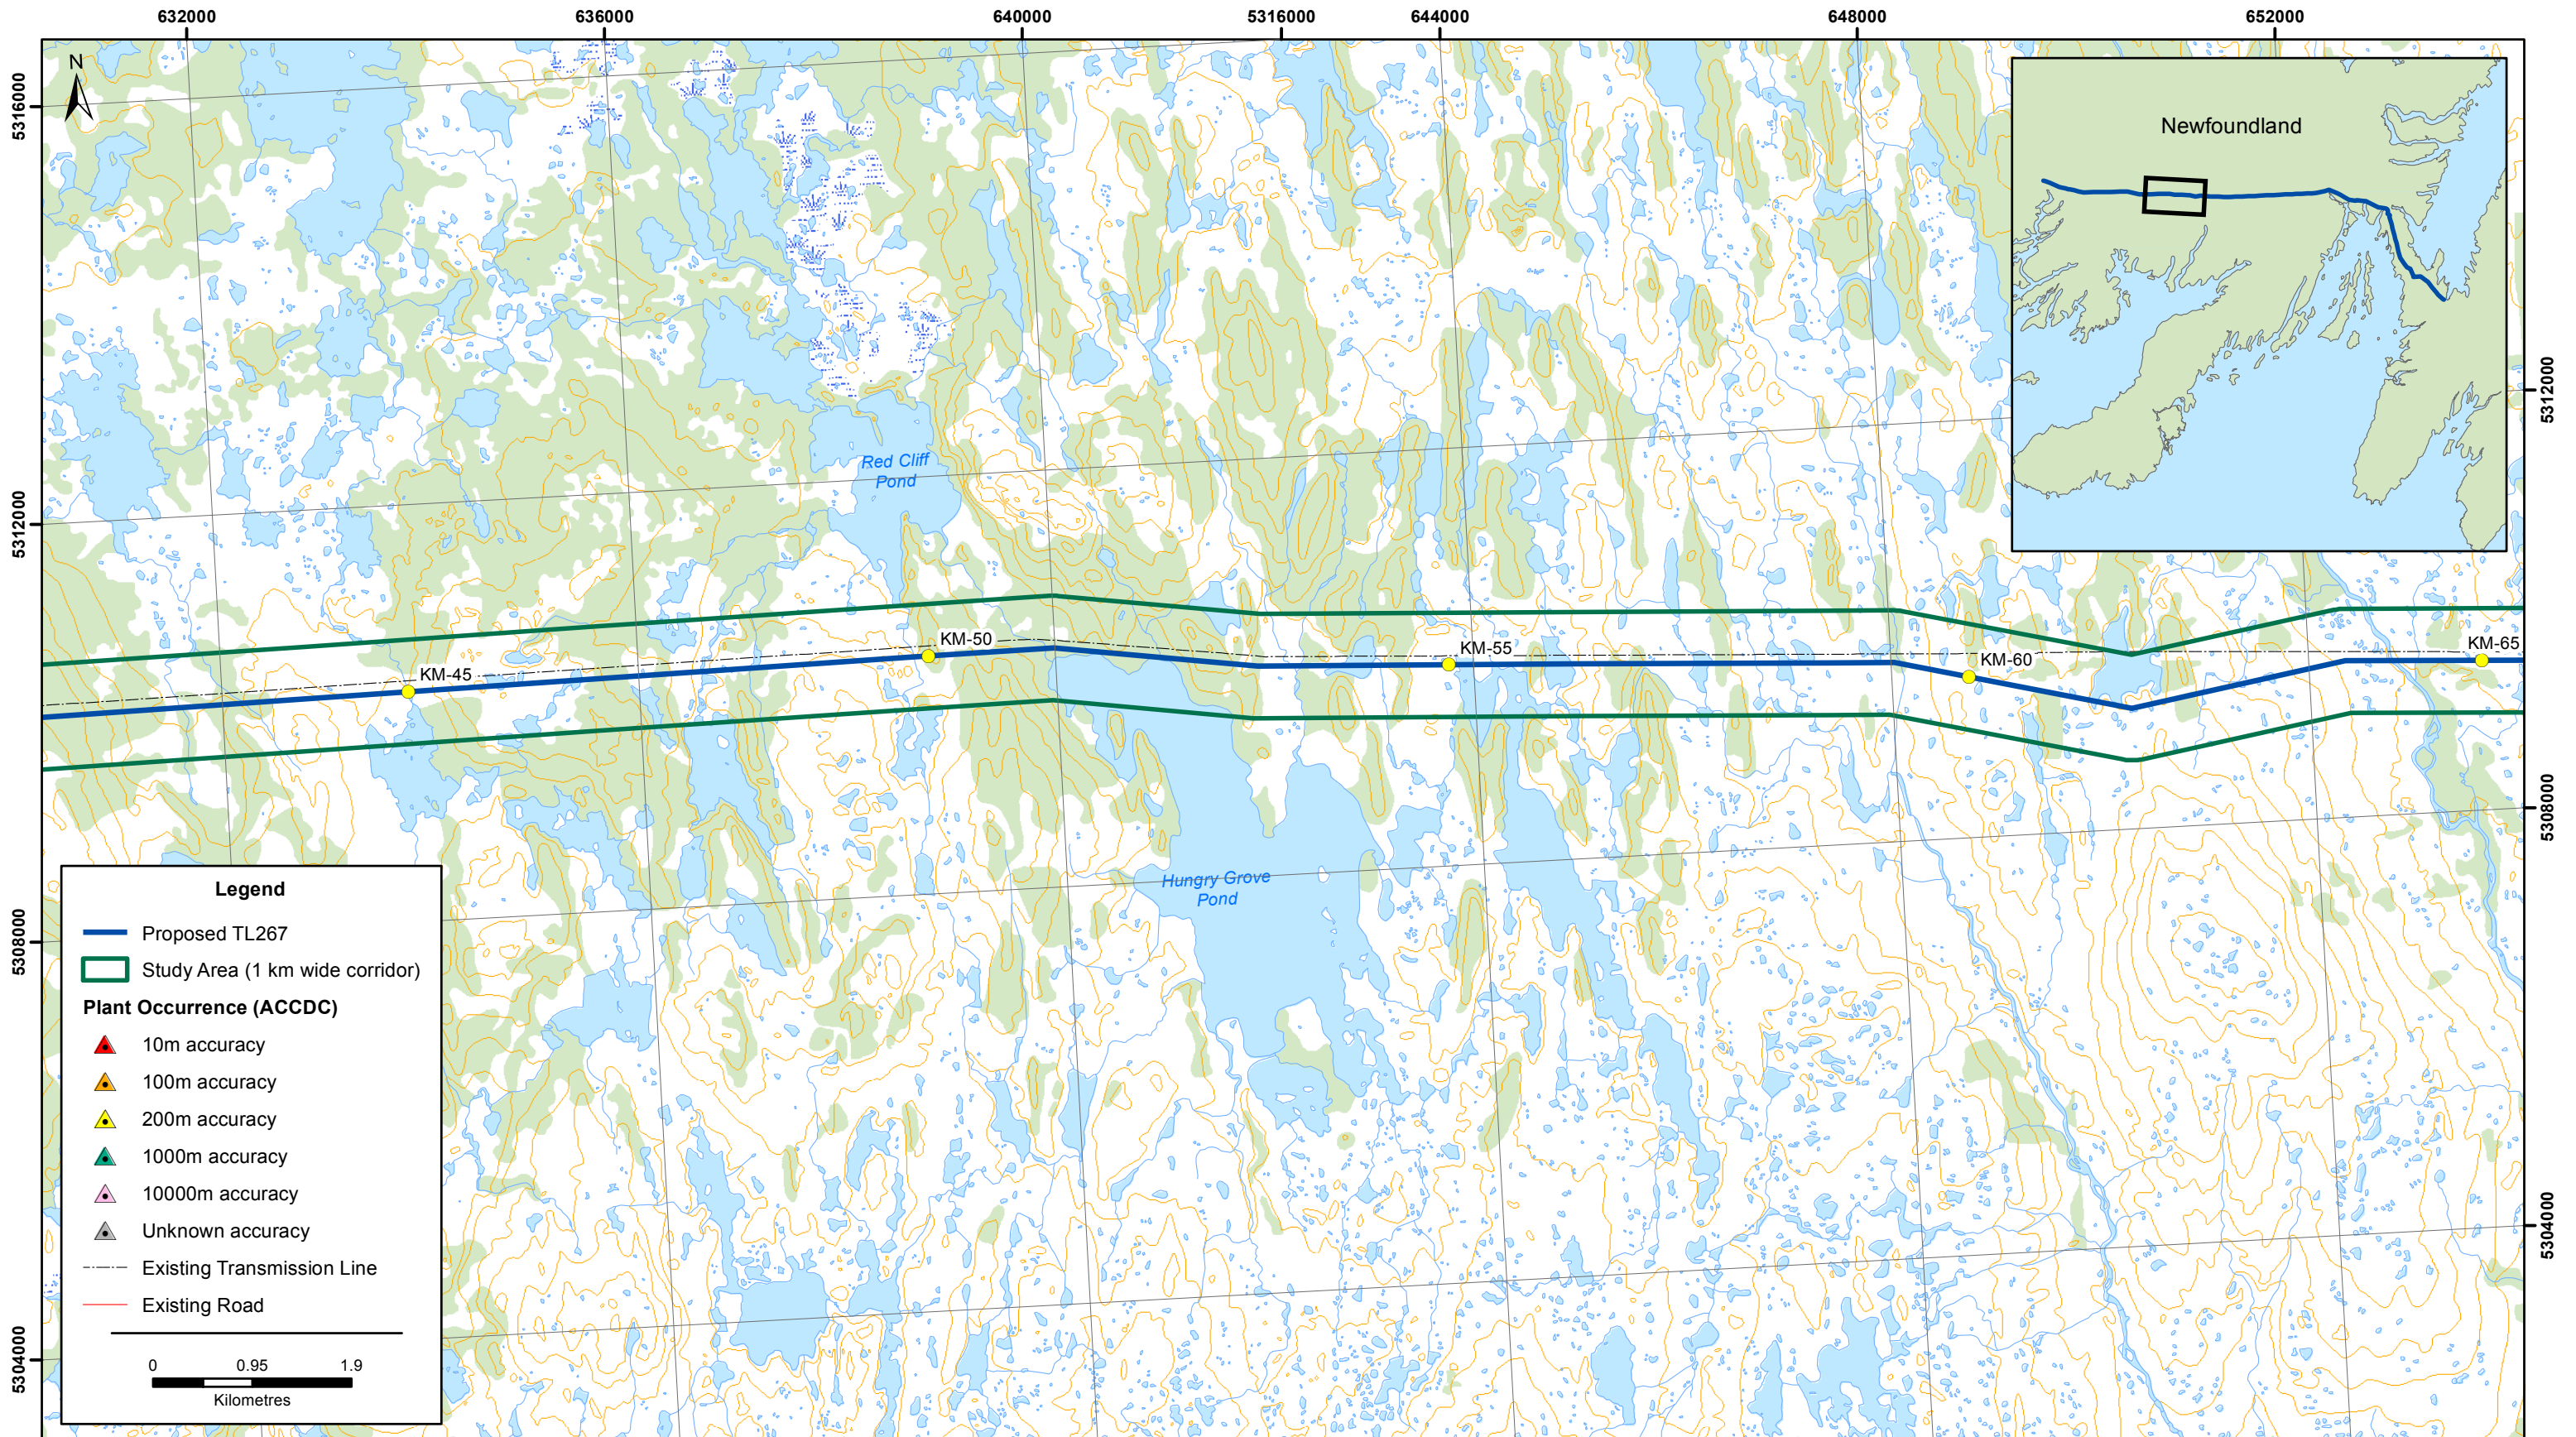 632000
636000
640000
5316000
644000
648000
652000
N
5316000
Newfoundland
5312000
Red Cliff
Pond
5312000
KM-45
KM-50
KM-55
KM-60
KM-65
5308000
Hungry Grove
Pond
5308000
Legend
Proposed TL267
Study Area (1 km wide corridor)
Plant Occurrence (ACCDC)
10m accuracy
100m accuracy
200m accuracy
1000m accuracy
10000m accuracy
Unknown accuracy
Existing Transmission Line
Existing Road
0 0.95 1.9
Kilometres
5304000
5304000